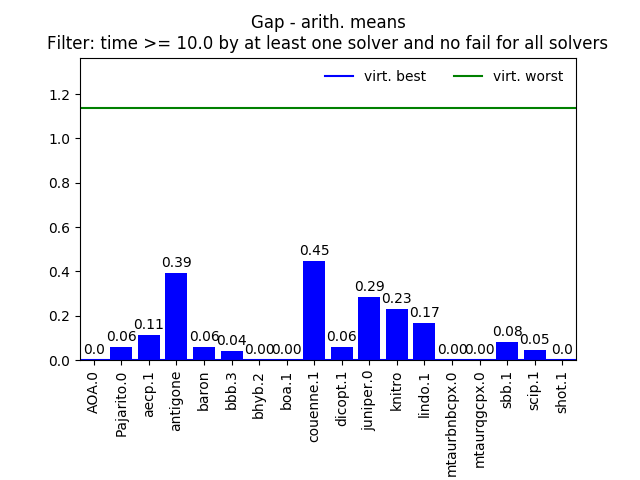 Gap - arith. means
Filter: time >= 10.0 by at least one solver and no fail for all solvers
virt. best
virt. worst
1.2
1.0
0.8
0.6
0.4
0.2
0.0
0.0
0.06
0.11
0.39
0.06
0.04
0.00
0.00
0.45
0.06
0.29
0.23
0.17
0.00
0.00
0.08
0.05
0.0
AOA.0
Pajarito.0
aecp.1
antigone
baron
bbb.3
bhyb.2
boa.1
couenne.1
dicopt.1
juniper.0
knitro
lindo.1
mtaurbnbcpx.0
mtaurqgcpx.0
sbb.1
scip.1
shot.1